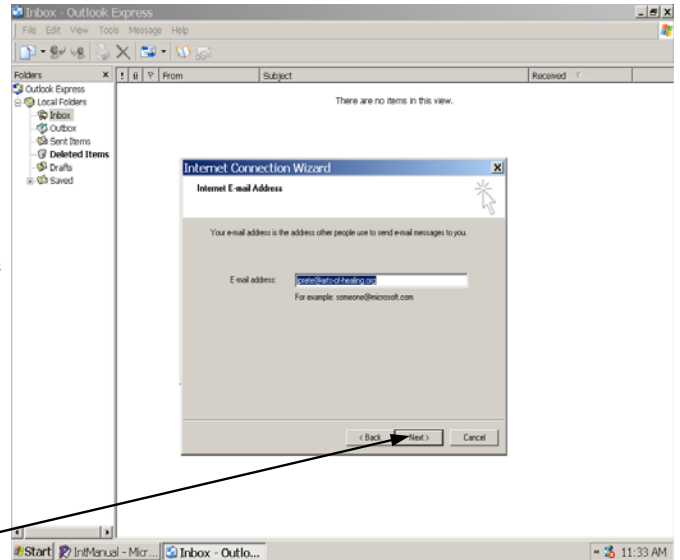 Inbox - Outlook Express
File Edit View Tools Message Help
Folders x
! From Subject Received
Outlook Express
Local Folders
Inbox
Outbox
Sent Items
Deleted Items
Drafts
Saved
There are no items in this view.
Internet Connection Wizard
Internet E-mail Address
Your e-mail address is the address other people use to send e-mail messages to you.
E-mail address:
For example: someone@microsoft.com
< Back Next > Cancel
Start IntManual - Micr... Inbox - Outlo... 11:33 AM